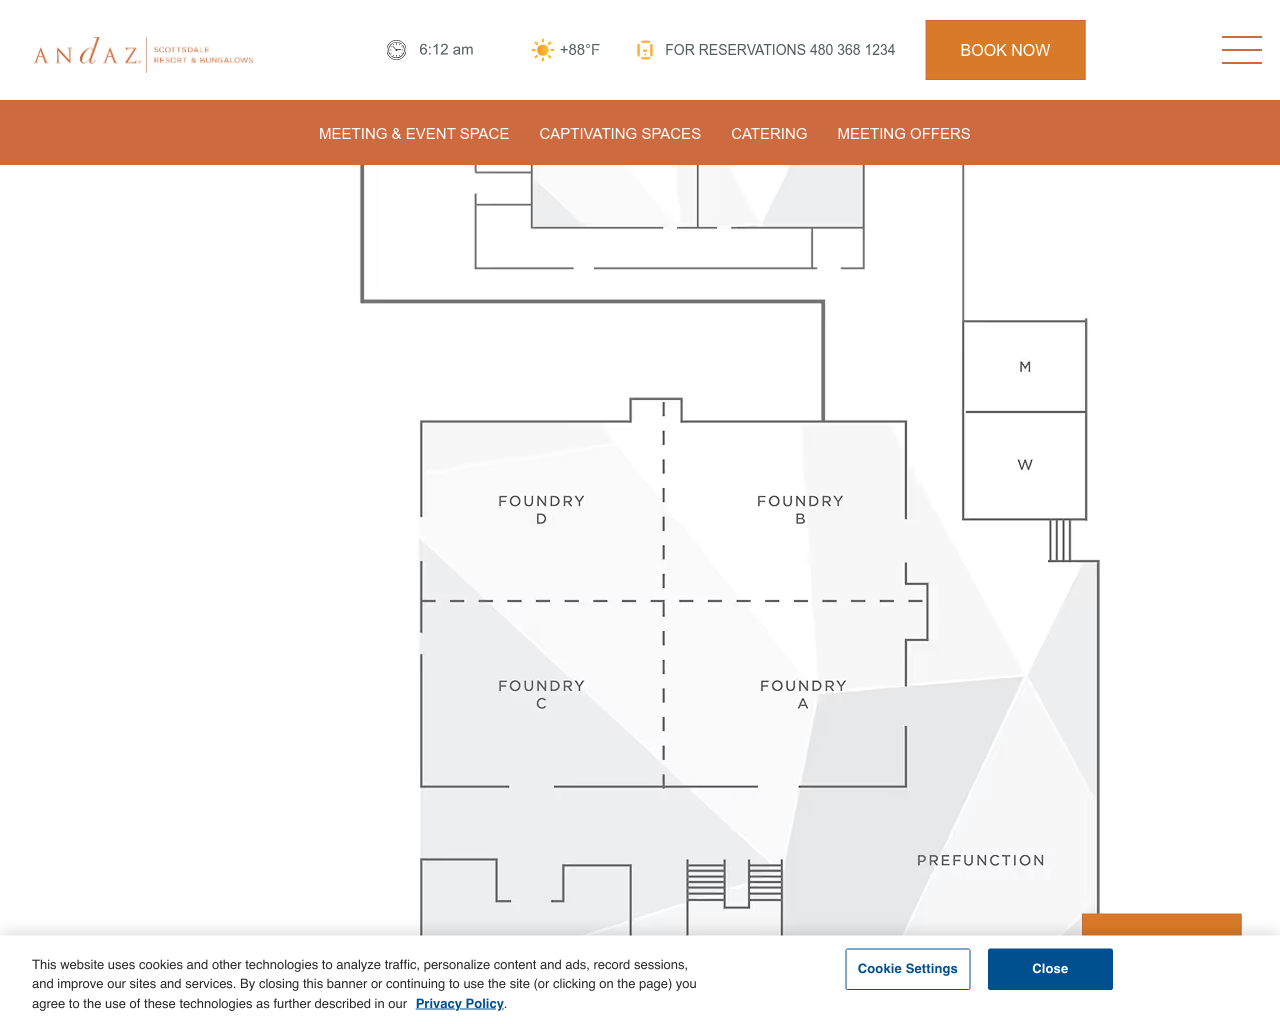 ANdAZ.
SCOTTSDALE
RESORT & BUNGALOWS
6:12 am
+88°F
FOR RESERVATIONS 480 368 1234
BOOK NOW
MEETING & EVENT SPACE
CAPTIVATING SPACES
CATERING
MEETING OFFERS
M
W
FOUNDRY
D
FOUNDRY
B
FOUNDRY
C
FOUNDRY
A
PREFUNCTION
This website uses cookies and other technologies to analyze traffic, personalize content and ads, record sessions,
and improve our sites and services. By closing this banner or continuing to use the site (or clicking on the page) you
agree to the use of these technologies as further described in our Privacy Policy.
Cookie Settings
Close